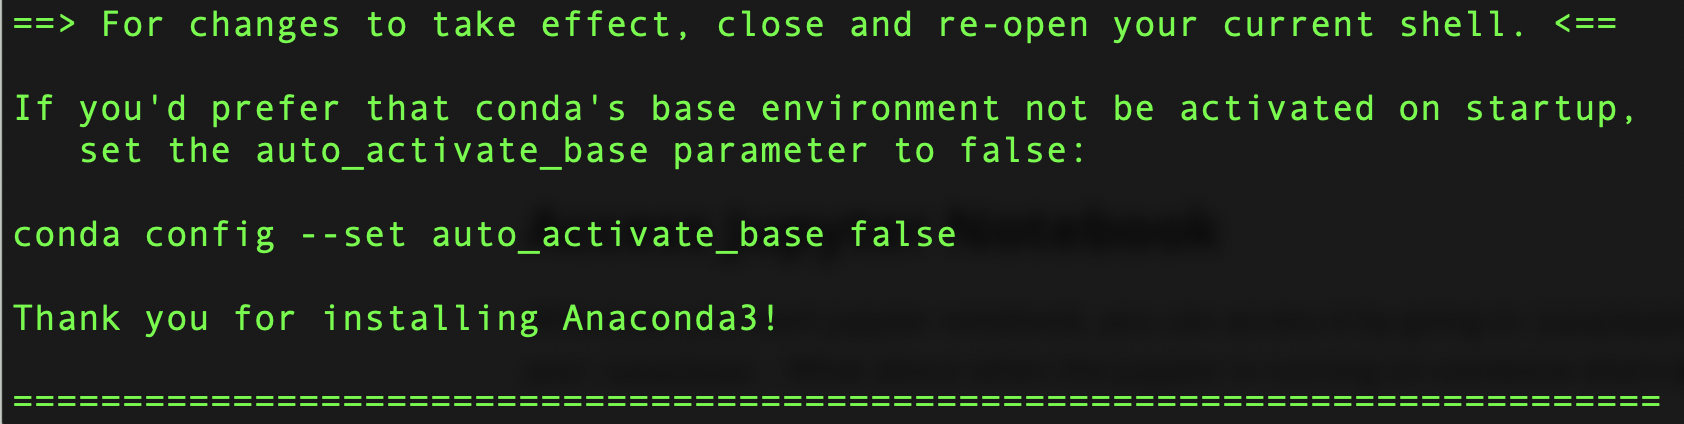 ==> For changes to take effect, close and re-open your current shell. <==
If you'd prefer that conda's base environment not be activated on startup,
   set the auto_activate_base parameter to false:
conda config --set auto_activate_base false
Thank you for installing Anaconda3!
===========================================================================